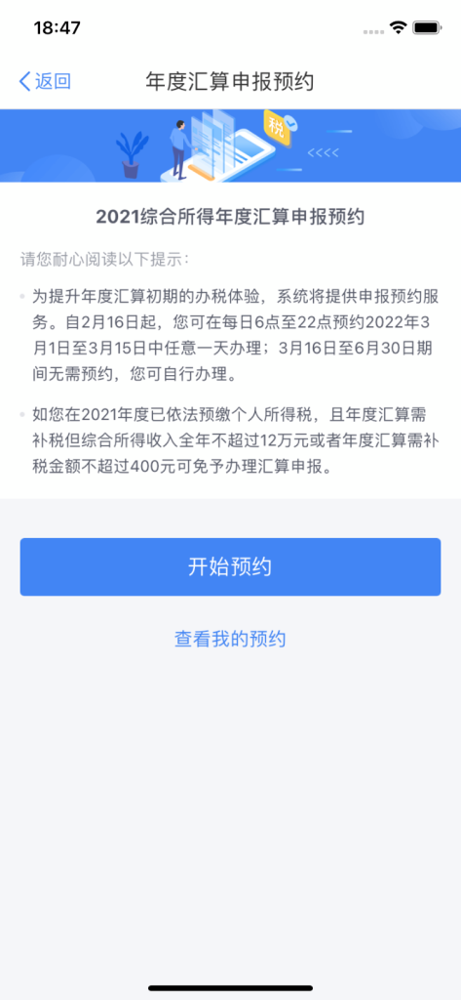 18:47
返回
年度汇算申报预约
税
2021综合所得年度汇算申报预约
请您耐心阅读以下提示：
为提升年度汇算初期的办税体验，系统将提供申报预约服
务。自2月16日起，您可在每日6点至22点预约2022年3
月1日至3月15日中任意一天办理；3月16日至6月30日期
间无需预约，您可自行办理。
如您在2021年度已依法预缴个人所得税，且年度汇算需
补税但综合所得收入全年不超过12万元或者年度汇算需补
税金额不超过400元可免予办理汇算申报。
开始预约
查看我的预约